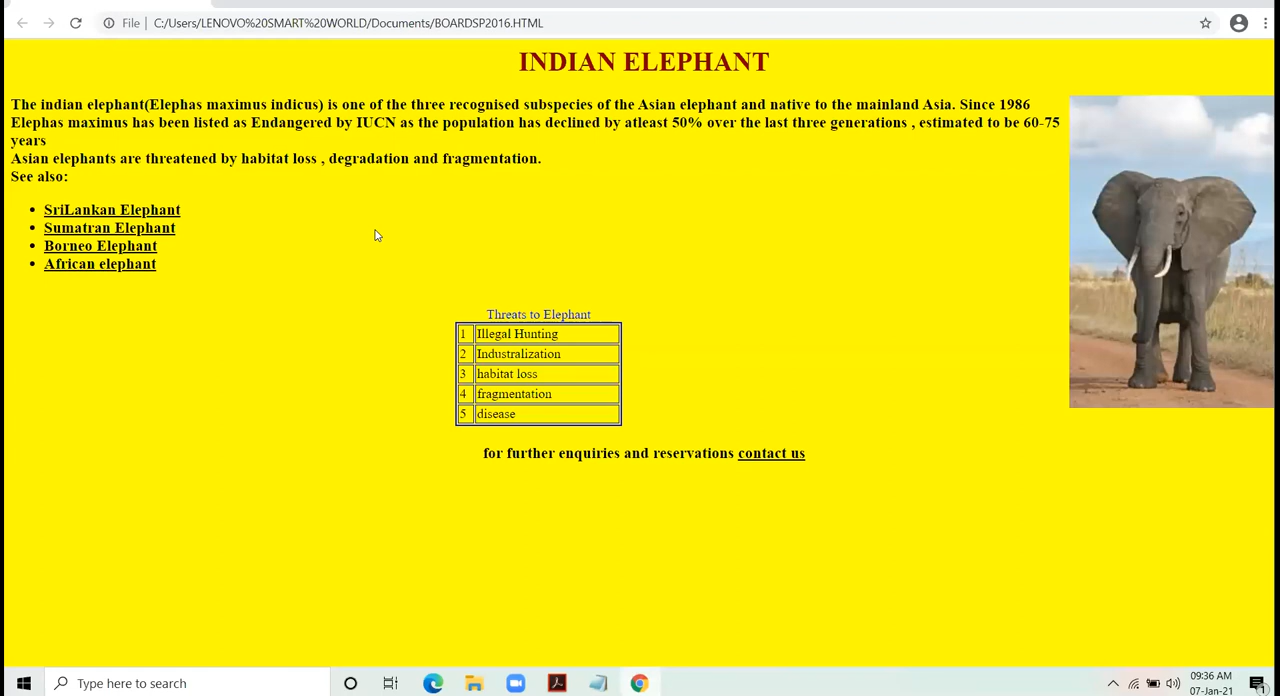 File | C:/Users/LENOVO%20SMART%20WORLD/Documents/BOARDSP2016.HTML
INDIAN ELEPHANT
The indian elephant(Elephas maximus indicus) is one of the three recognised subspecies of the Asian elephant and native to the mainland Asia. Since 1986
Elephas maximus has been listed as Endangered by IUCN as the population has declined by atleast 50% over the last three generations , estimated to be 60-75
years
Asian elephants are threatened by habitat loss , degradation and fragmentation.
See also:
• SriLankan Elephant
• Sumatran Elephant
• Borneo Elephant
• African elephant
Threats to Elephant
1 Illegal Hunting
2 Industralization
3 habitat loss
4 fragmentation
5 disease
for further enquiries and reservations contact us
Type here to search
09:36 AM
07-Jan-21
1